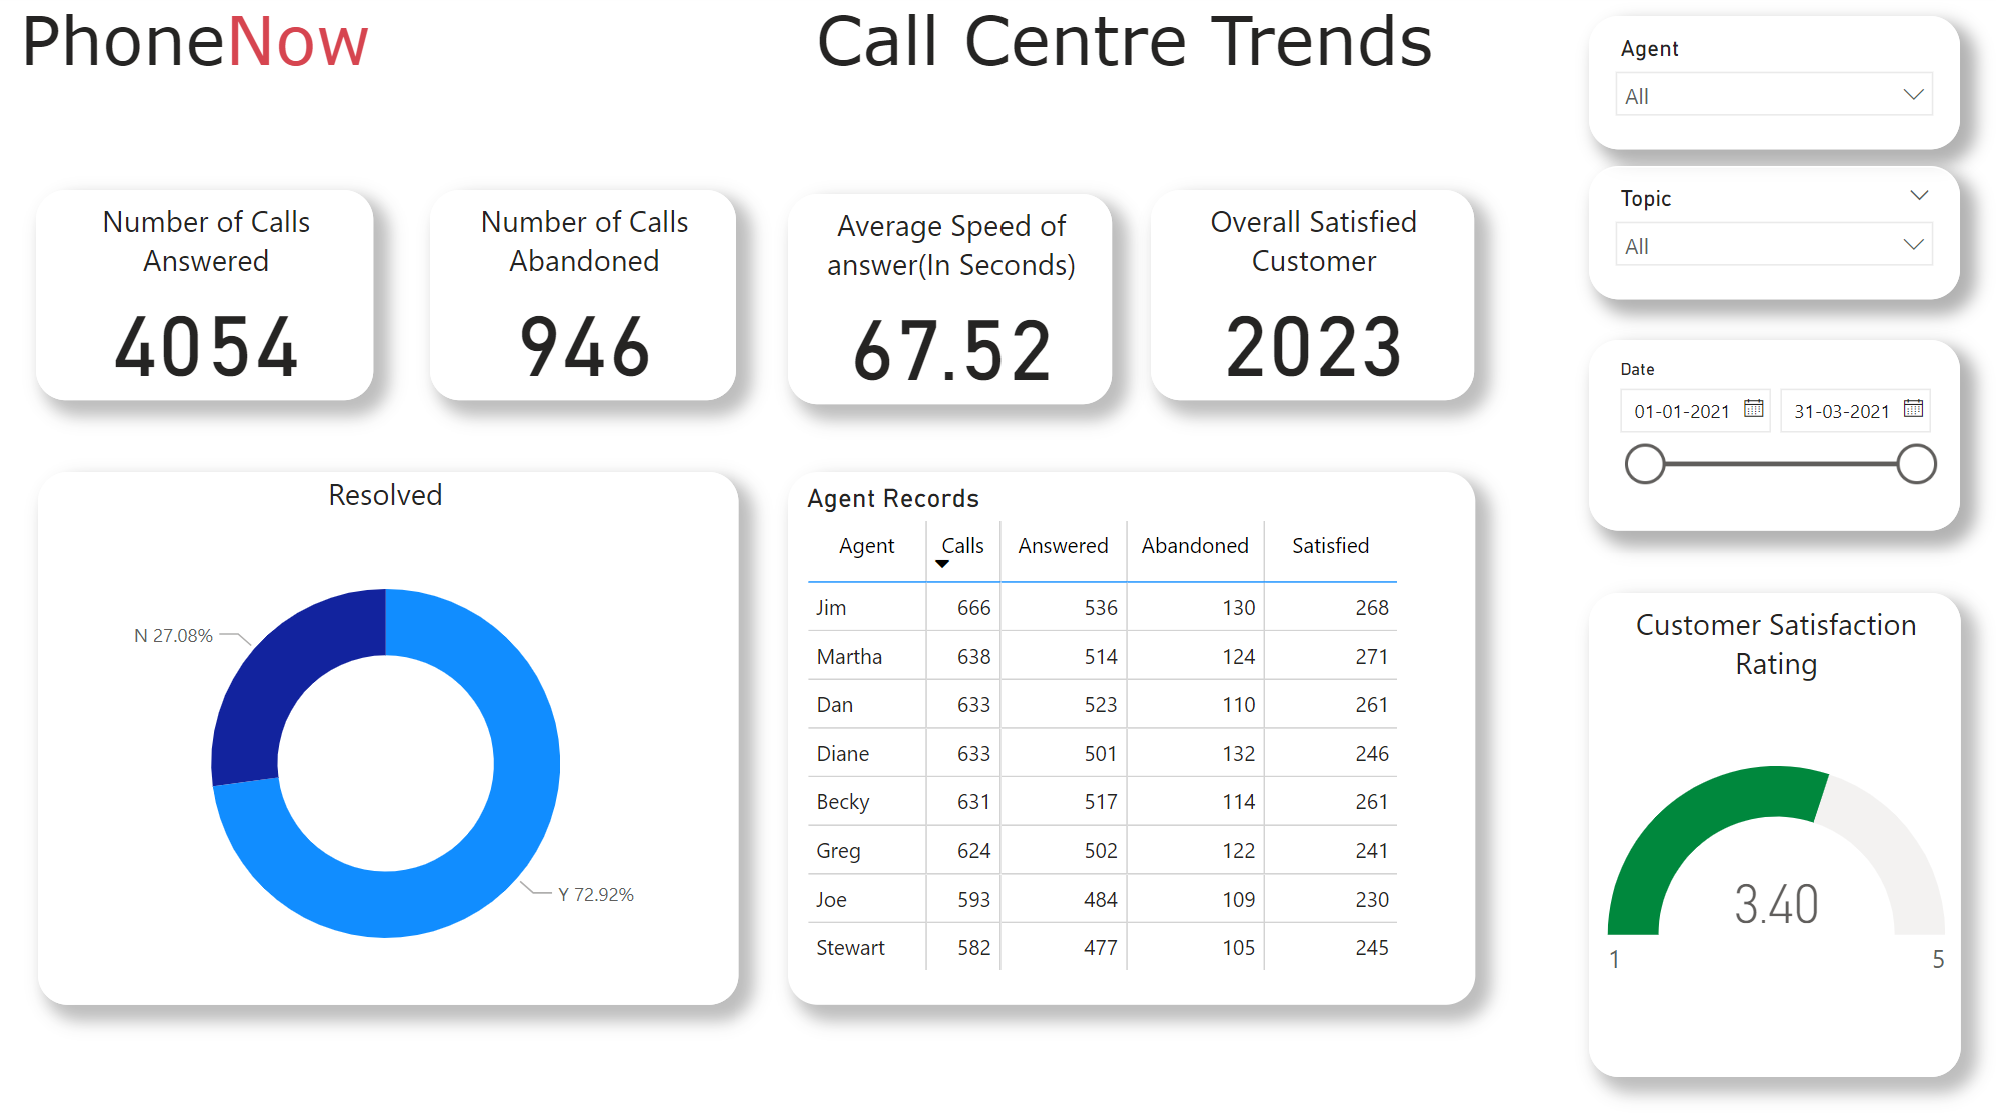 PhoneNow
Call Centre Trends
Agent
All
Topic
All
Date
01-01-2021 31-03-2021
Number of Calls
Answered
4054
Number of Calls
Abandoned
946
Average Speed of
answer(In Seconds)
67.52
Overall Satisfied
Customer
2023
Resolved
N 27.08%
Y 72.92%
Agent Records
Agent Calls Answered Abandoned Satisfied
Jim 666 536 130 268
Martha 638 514 124 271
Dan 633 523 110 261
Diane 633 501 132 246
Becky 631 517 114 261
Greg 624 502 122 241
Joe 593 484 109 230
Stewart 582 477 105 245
Customer Satisfaction
Rating
3.40
1 5